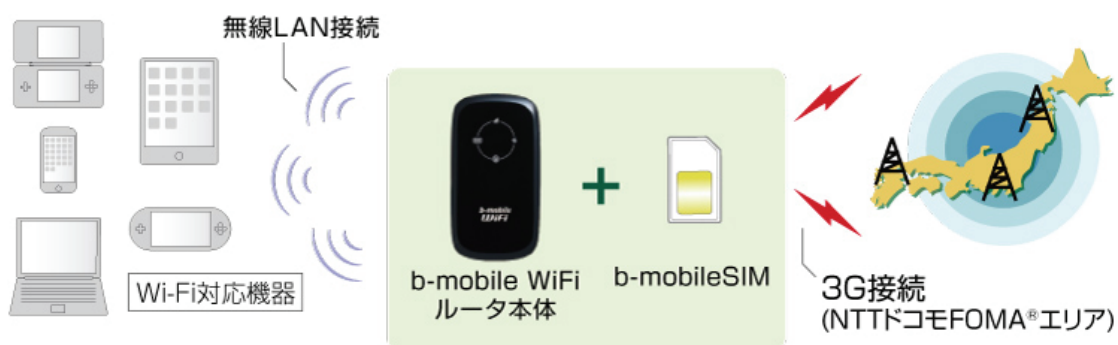 無線LAN接続
Wi-Fi対応機器
b-mobile
WiFi
b-mobile WiFi
ルータ本体
b-mobileSIM
3G接続
(NTTドコモFOMA®エリア)